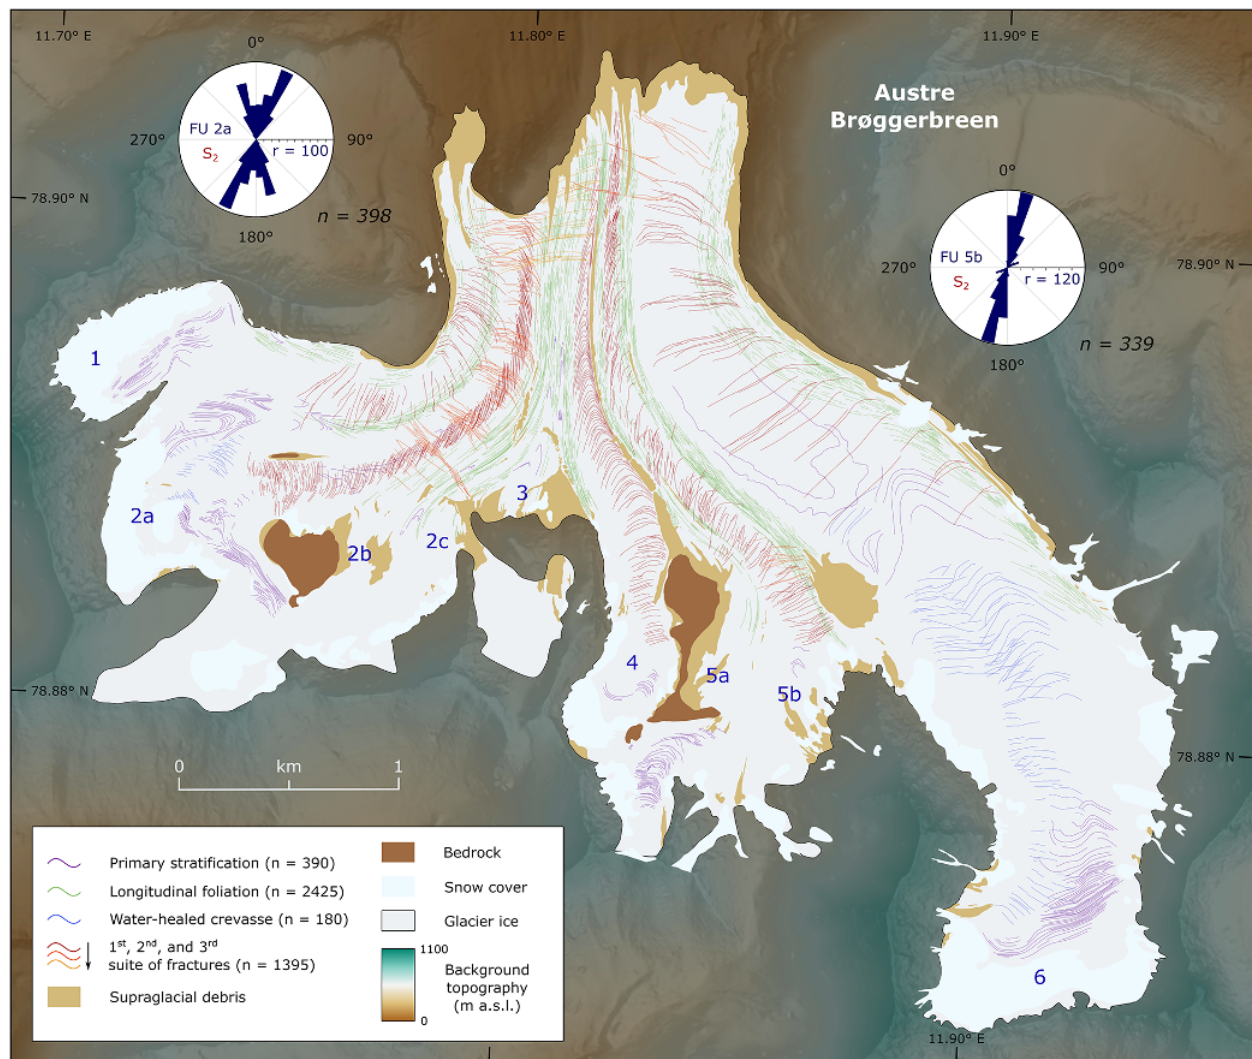 11.70° E
11.80° E
11.90° E
Austre
Brøggerbreen
0°
270°
90°
180°
FU 2a
S₂
r = 100
n = 398
0°
270°
90°
180°
FU 5b
S₂
r = 120
n = 339
78.90° N
78.90° N
1
2a
2b
2c
3
4
5a
5b
6
78.88° N
78.88° N
0 km 1
11.90° E
Primary stratification (n = 390)
Longitudinal foliation (n = 2425)
Water-healed crevasse (n = 180)
1st, 2nd, and 3rd
suite of fractures (n = 1395)
Supraglacial debris
Bedrock
Snow cover
Glacier ice
1100
Background
topography
(m a.s.l.)
0